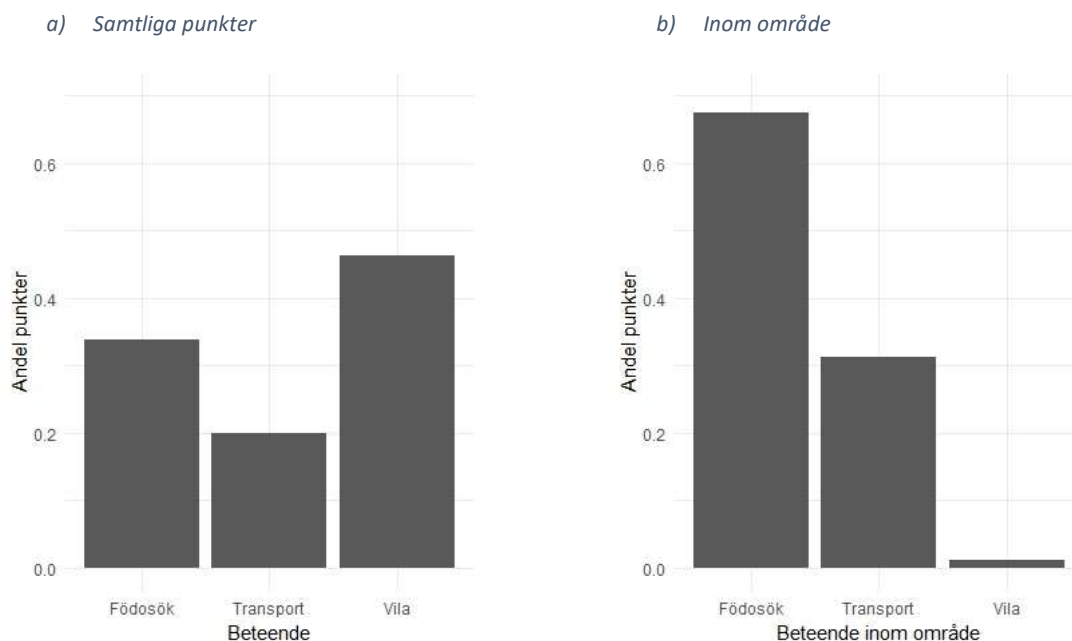 a) Samtliga punkter
b) Inom område
Andel punkter
0.6
0.4
0.2
0.0
Födosök Transport Vila
Beteende
Andel punkter
0.6
0.4
0.2
0.0
Födosök Transport Vila
Beteende inom område